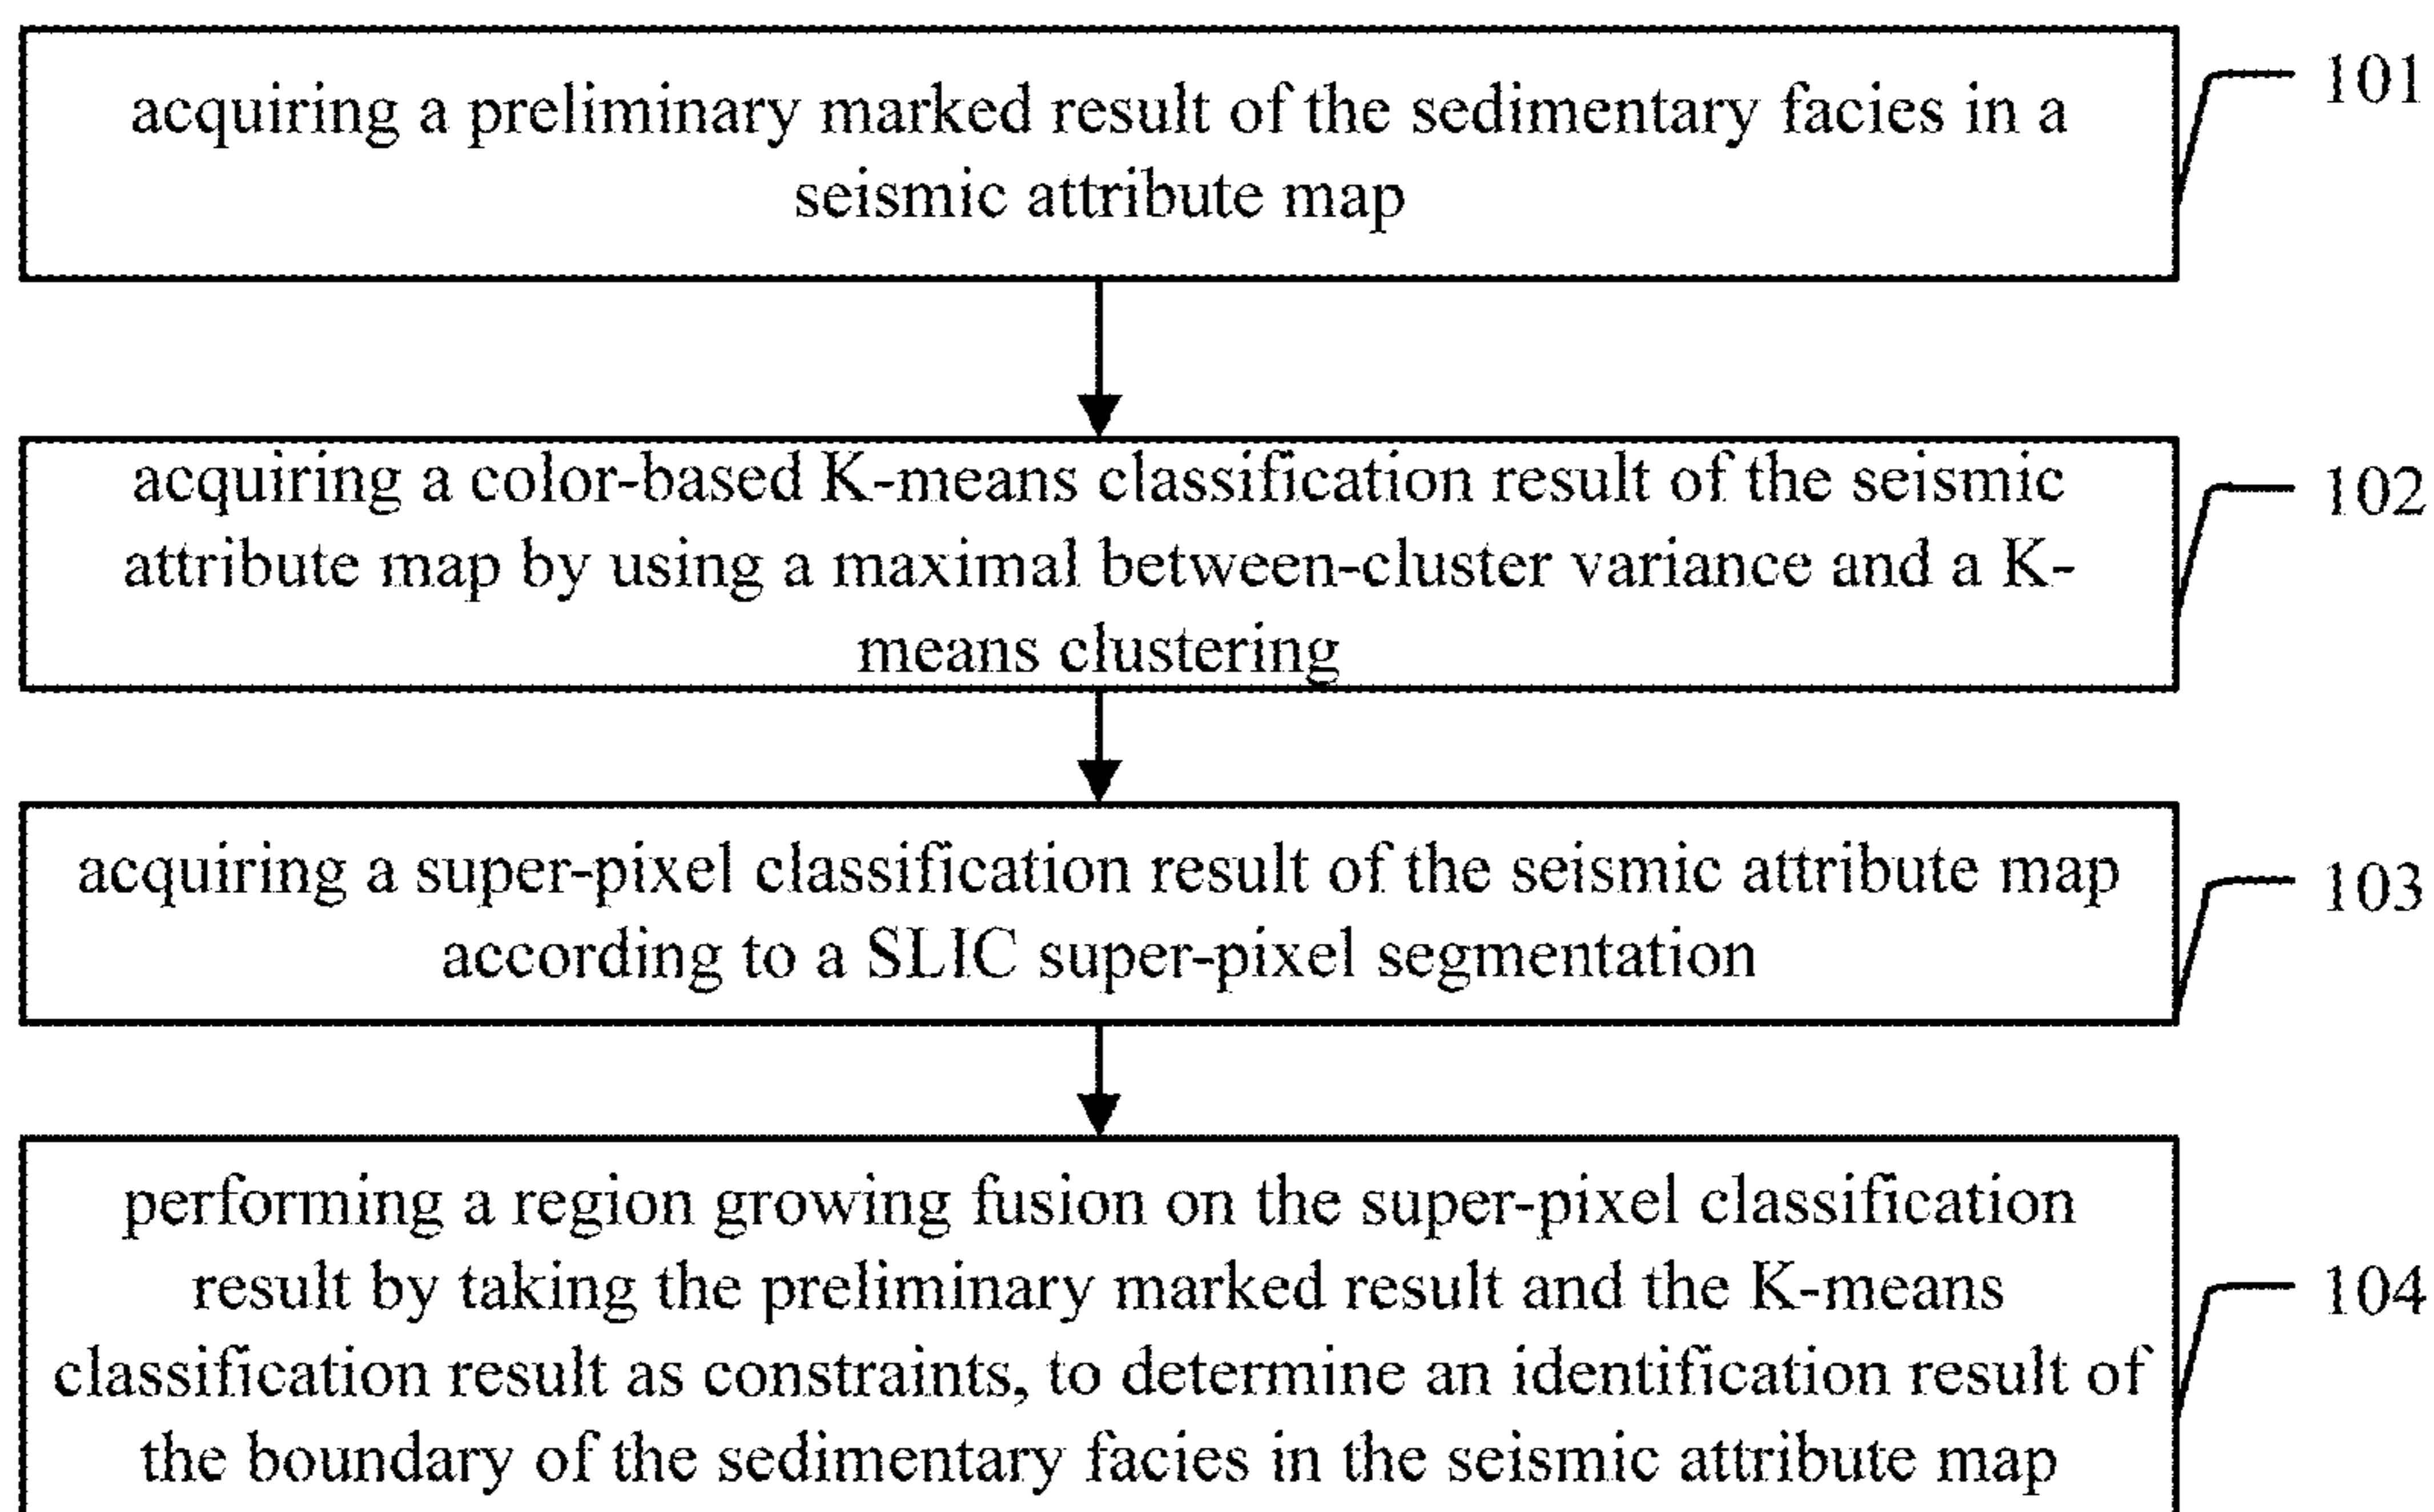 acquiring a preliminary marked result of the sedimentary facies in a
seismic attribute map
101
acquiring a color-based K-means classification result of the seismic
attribute map by using a maximal between-cluster variance and a K-
means clustering
102
acquiring a super-pixel classification result of the seismic attribute map
according to a SLIC super-pixel segmentation
103
performing a region growing fusion on the super-pixel classification
result by taking the preliminary marked result and the K-means
classification result as constraints, to determine an identification result of
the boundary of the sedimentary facies in the seismic attribute map
104